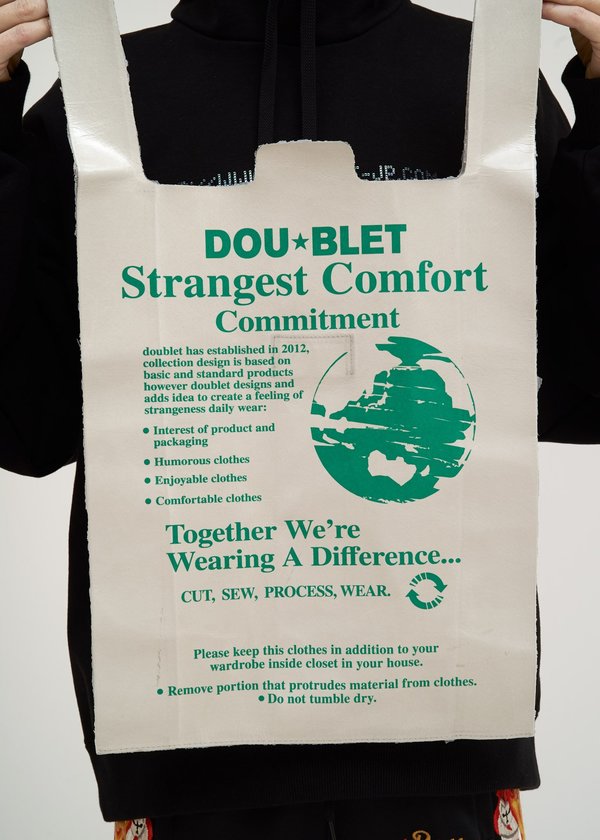 -JP.COM
DOU★BLET
Strangest Comfort
Commitment
doublet has established in 2012,
collection design is based on
basic and standard products
however doublet designs and
adds idea to create a feeling of
strangeness daily wear:
● Interest of product and
packaging
● Humorous clothes
● Enjoyable clothes
● Comfortable clothes
Together We're
Wearing A Difference...
CUT, SEW, PROCESS, WEAR.
Please keep this clothes in addition to your
wardrobe inside closet in your house.
● Remove portion that protrudes material from clothes.
● Do not tumble dry.